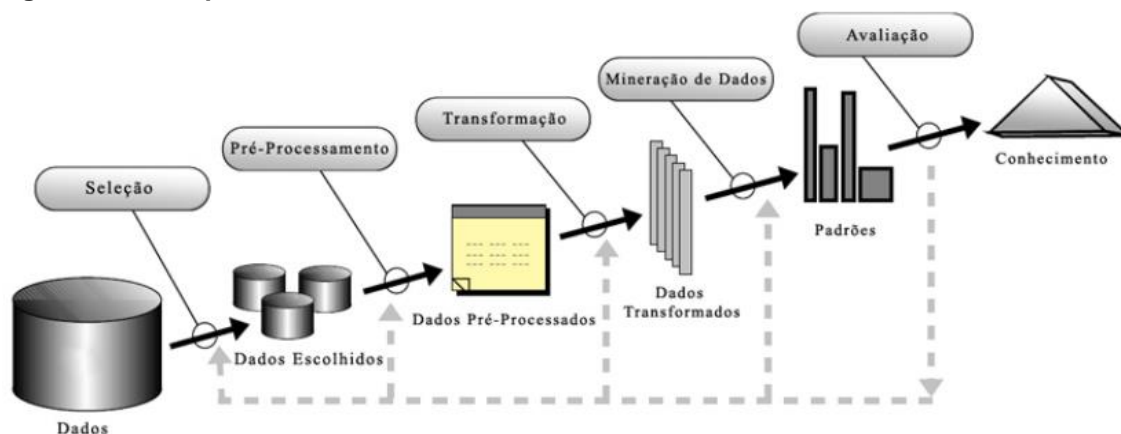 Avaliação
Mineração de Dados
Transformação
Pré-Processamento
Seleção
Conhecimento
Padrões
Dados
Transformados
Dados Pré-Processados
Dados Escolhidos
Dados